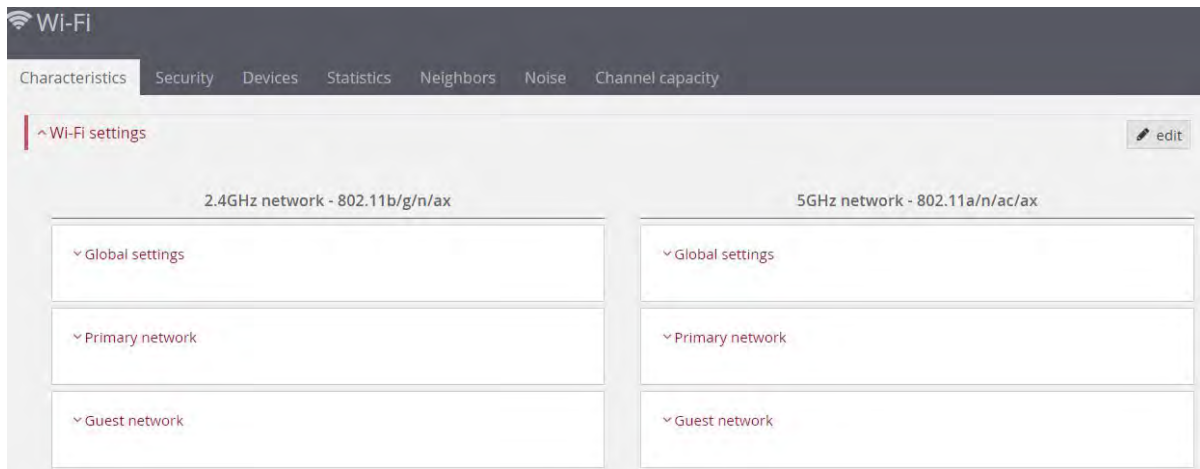 Wi-Fi
Characteristics Security Devices Statistics Neighbors Noise Channel capacity
Wi-Fi settings
edit
2.4GHz network - 802.11b/g/n/ax
5GHz network - 802.11a/n/ac/ax
Global settings
Global settings
Primary network
Primary network
Guest network
Guest network